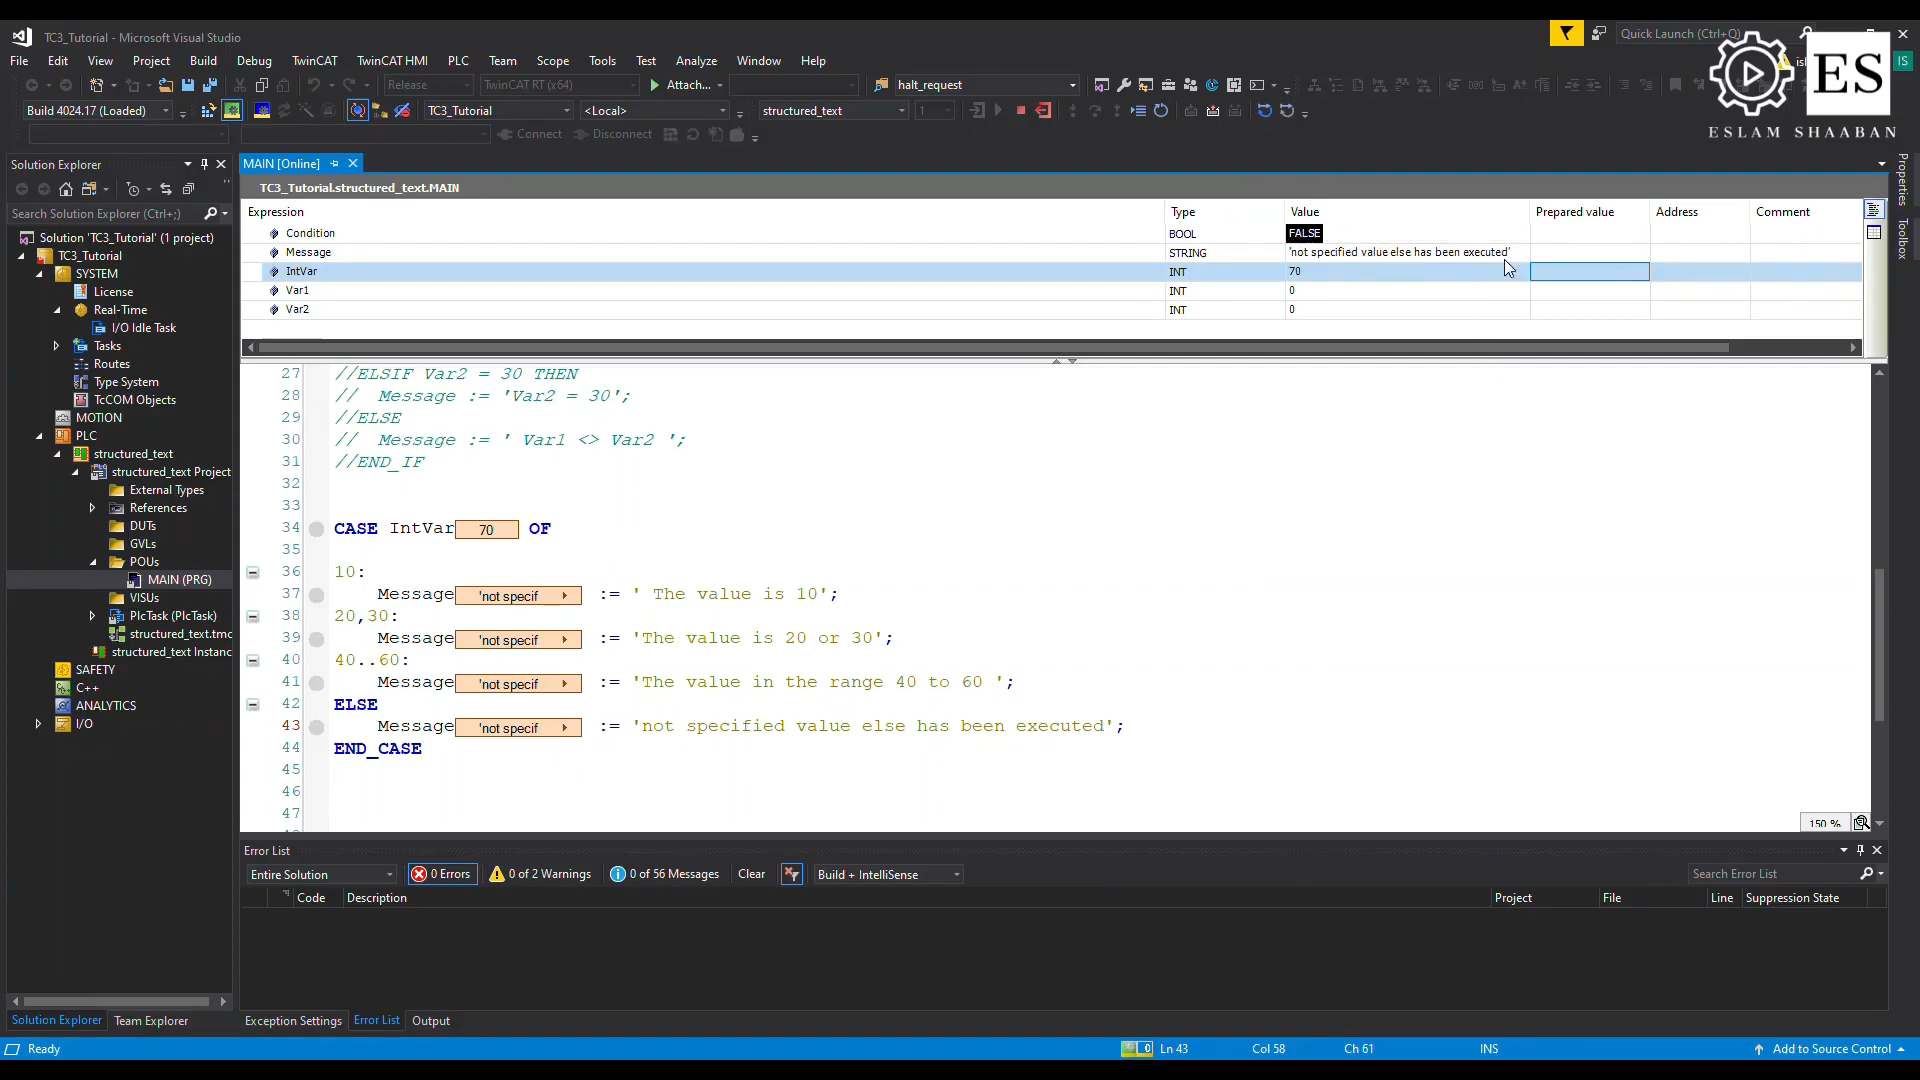 TC3_Tutorial - Microsoft Visual Studio
Quick Launch (Ctrl+Q)
File Edit View Project Build Debug TwinCAT TwinCAT HMI PLC Team Scope Tools Test Analyze Window Help
IS
ES
ESLAM SHAABAN
Release TwinCAT RT (x64) Attach... halt_request
Build 4024.17 (Loaded) TC3_Tutorial <Local> structured_text 1
Connect Disconnect
Solution Explorer
MAIN [Online]
Properties
Toolbox
TC3_Tutorial.structured_text.MAIN
Search Solution Explorer (Ctrl+;)
Expression Type Value Prepared value Address Comment
Condition BOOL FALSE
Message STRING 'not specified value else has been executed'
IntVar INT 70
Var1 INT 0
Var2 INT 0
Solution 'TC3_Tutorial' (1 project)
TC3_Tutorial
SYSTEM
License
Real-Time
I/O Idle Task
Tasks
Routes
Type System
TcCOM Objects
MOTION
PLC
structured_text
structured_text Project
External Types
References
DUTs
GVLs
POUs
MAIN (PRG)
VISUs
PlcTask (PlcTask)
structured_text.tmc
structured_text Instanc
SAFETY
C++
ANALYTICS
I/O
27 //ELSIF Var2 = 30 THEN
28 // Message := 'Var2 = 30';
29 //ELSE
30 // Message := ' Var1 <> Var2 ';
31 //END_IF
32
33
34 CASE IntVar 70 OF
35
36 10:
37 Message 'not specif := ' The value is 10';
38 20,30:
39 Message 'not specif := 'The value is 20 or 30';
40 40..60:
41 Message 'not specif := 'The value in the range 40 to 60 ';
42 ELSE
43 Message 'not specif := 'not specified value else has been executed';
44 END_CASE
45
46
47
150 %
Error List
Entire Solution 0 Errors 0 of 2 Warnings 0 of 56 Messages Clear Build + IntelliSense Search Error List
Code Description Project File Line Suppression State
Solution Explorer Team Explorer Exception Settings Error List Output
Ready 0 Ln 43 Col 58 Ch 61 INS Add to Source Control